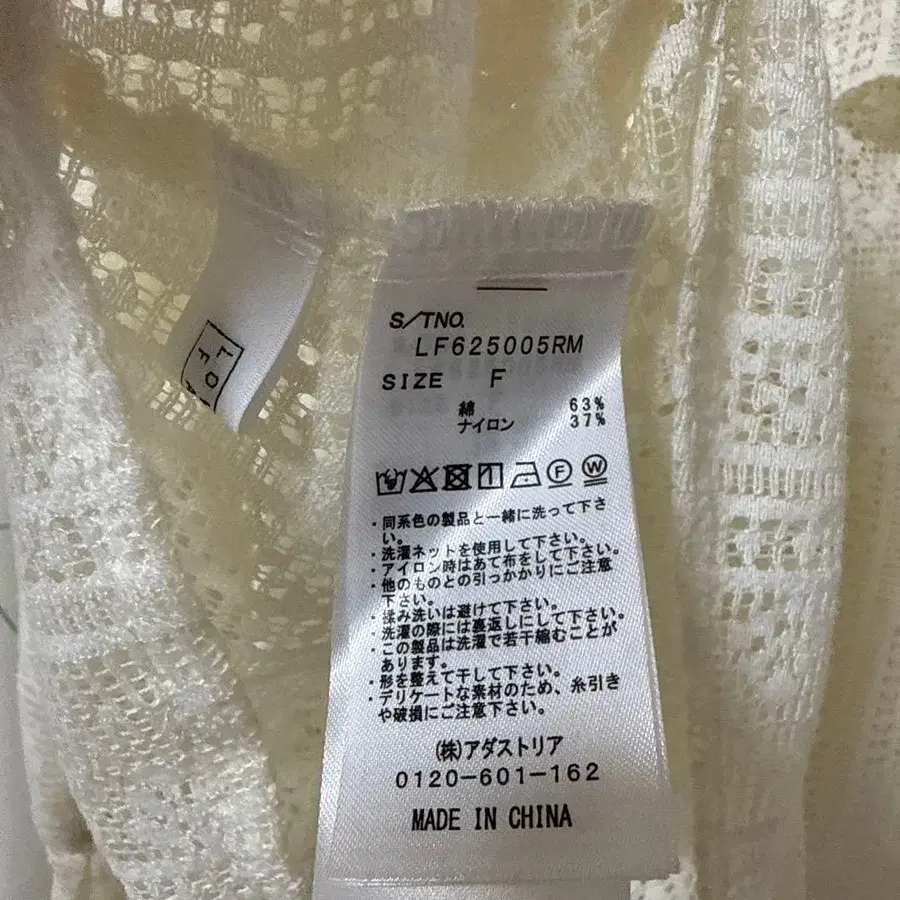 S/TNO.
LF625005RM
SIZE F
綿 63%
ナイロン 37%
・同系色の製品と一緒に洗って下さ
い。
・洗濯ネットを使用して下さい。
・アイロン時はあて布をして下さい。
・他のものとの引っかかりにご注意
下さい。
・揉み洗いは避けて下さい。
・洗濯の際には裏返しにして下さい。
・この製品は洗濯で若干縮むことが
あります。
・形を整えて干して下さい。
・デリケートな素材のため、糸引き
や破損にご注意下さい。
(株)アダストリア
0120-601-162
MADE IN CHINA